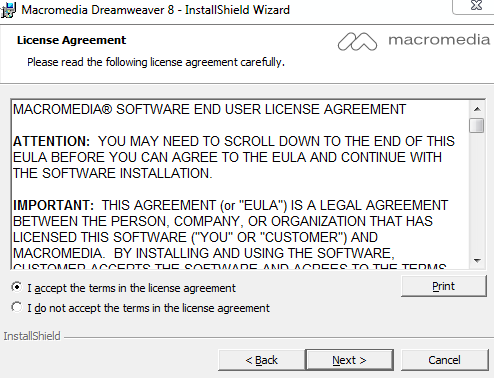 Macromedia Dreamweaver 8 - InstallShield Wizard
License Agreement
Please read the following license agreement carefully.
macromedia
MACROMEDIA® SOFTWARE END USER LICENSE AGREEMENT
ATTENTION:  YOU MAY NEED TO SCROLL DOWN TO THE END OF THIS
EULA BEFORE YOU CAN AGREE TO THE EULA AND CONTINUE WITH
THE SOFTWARE INSTALLATION.
IMPORTANT:  THIS AGREEMENT (or "EULA") IS A LEGAL AGREEMENT
BETWEEN THE PERSON, COMPANY, OR ORGANIZATION THAT HAS
LICENSED THIS SOFTWARE ("YOU" OR "CUSTOMER") AND
MACROMEDIA.  BY INSTALLING AND USING THE SOFTWARE,
CUSTOMER ACCEPTS THE SOFTWARE AND AGREES TO THE TERMS
I accept the terms in the license agreement
Print
I do not accept the terms in the license agreement
InstallShield
< Back
Next >
Cancel